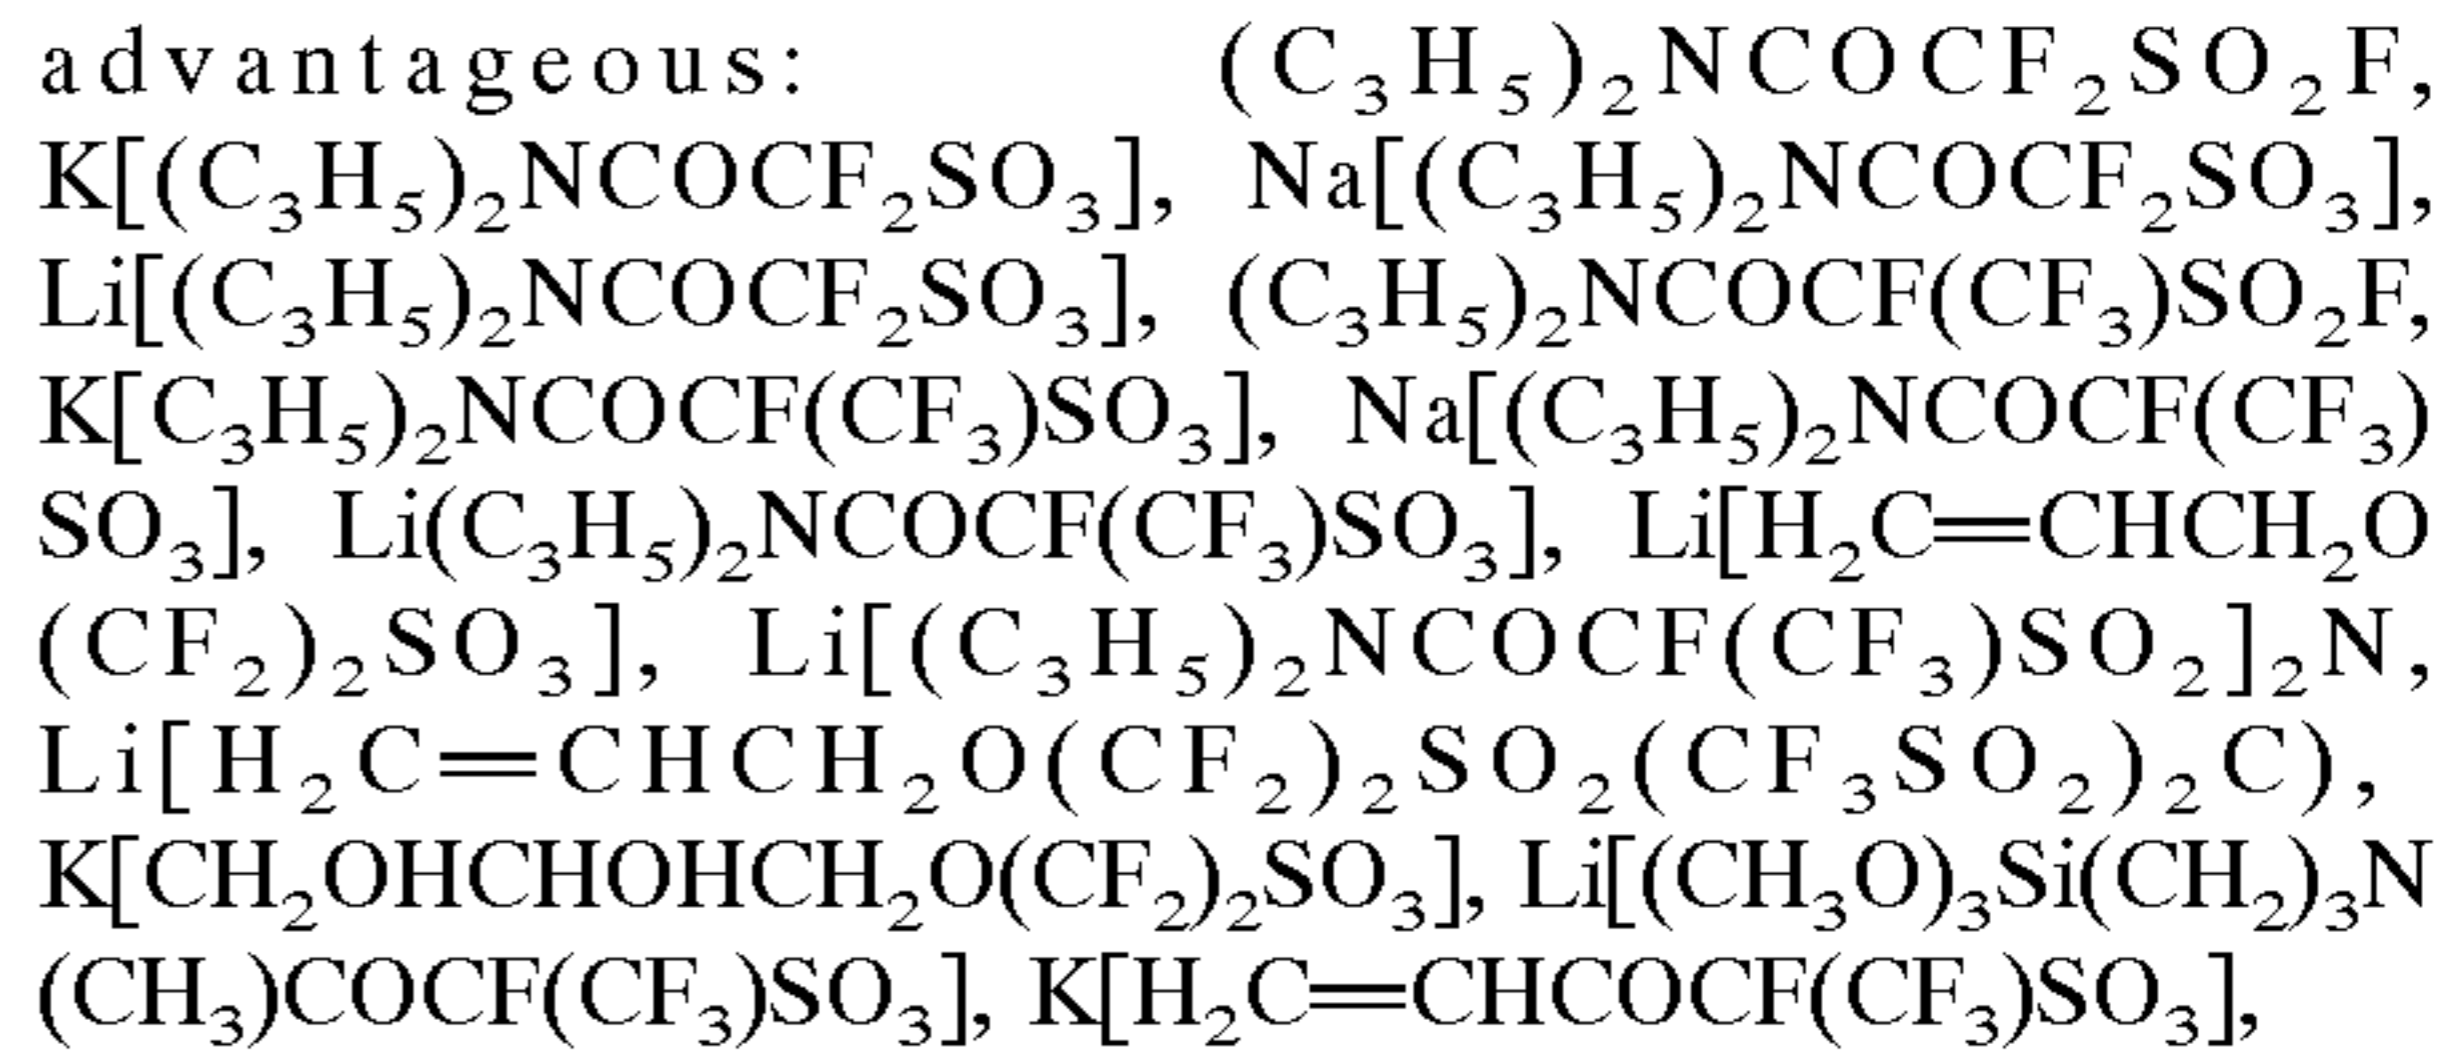 advantageous: (C₃H₅)₂NCOCF₂SO₂F,
K[(C₃H₅)₂NCOCF₂SO₃], Na[(C₃H₅)₂NCOCF₂SO₃],
Li[(C₃H₅)₂NCOCF₂SO₃], (C₃H₅)₂NCOCF(CF₃)SO₂F,
K[C₃H₅)₂NCOCF(CF₃)SO₃], Na[(C₃H₅)₂NCOCF(CF₃)
SO₃], Li(C₃H₅)₂NCOCF(CF₃)SO₃], Li[H₂C=CHCH₂O
(CF₂)₂SO₃], Li[(C₃H₅)₂NCOCF(CF₃)SO₂]₂N,
Li[H₂C=CHCH₂O(CF₂)₂SO₂(CF₃SO₂)₂C),
K[CH₂OHCHOHCH₂O(CF₂)₂SO₃], Li[(CH₃O)₃Si(CH₂)₃N
(CH₃)COCF(CF₃)SO₃], K[H₂C=CHCOCF(CF₃)SO₃],